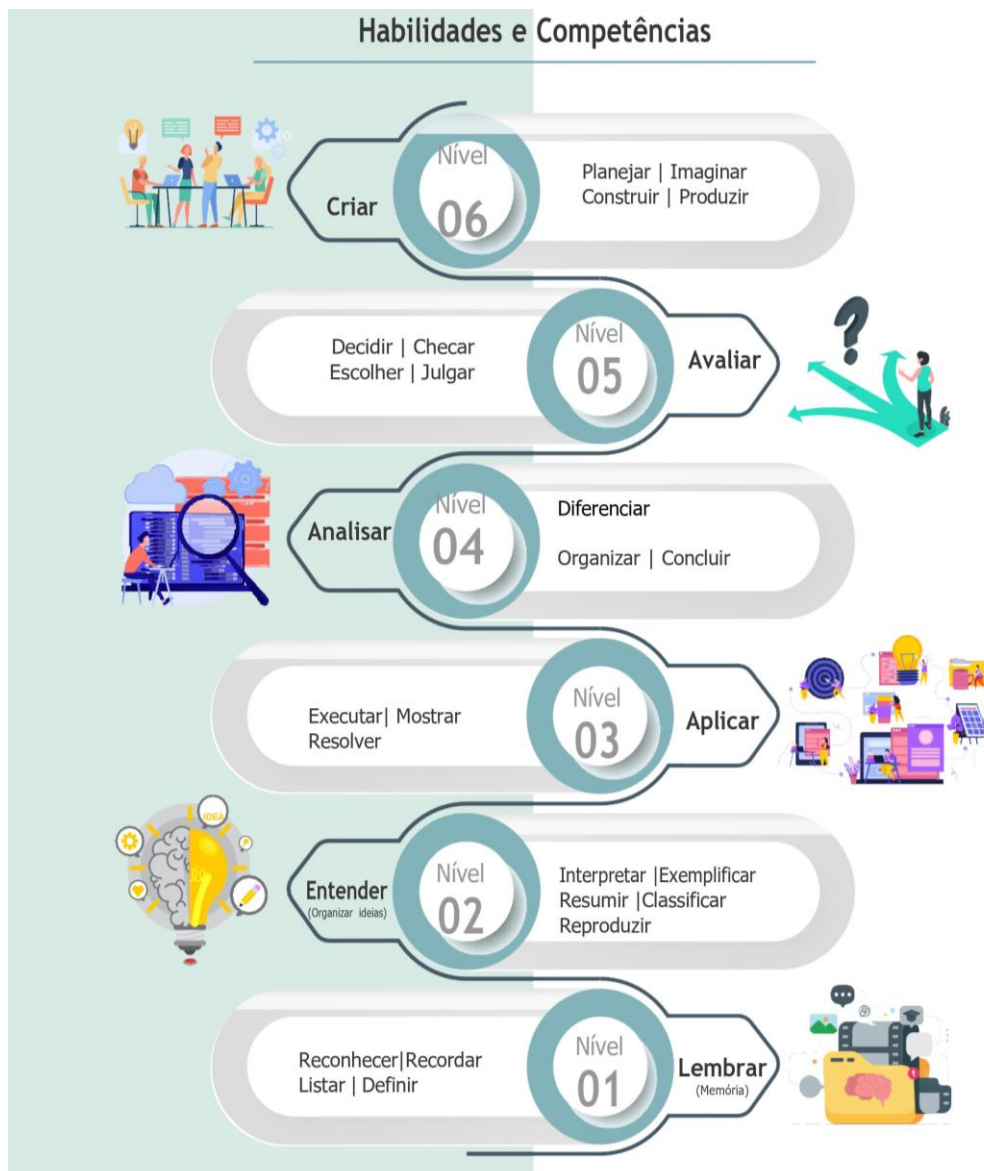 Habilidades e Competências
Nível
06
Criar
Planejar | Imaginar
Construir | Produzir
Decidir | Checar
Escolher | Julgar
Nível
05
Avaliar
Analisar
Nível
04
Diferenciar
Organizar | Concluir
Executar| Mostrar
Resolver
Nível
03
Aplicar
IDEA
Entender
(Organizar ideias)
Nível
02
Interpretar |Exemplificar
Resumir |Classificar
Reproduzir
Reconhecer|Recordar
Listar | Definir
Nível
01
Lembrar
(Memória)
1